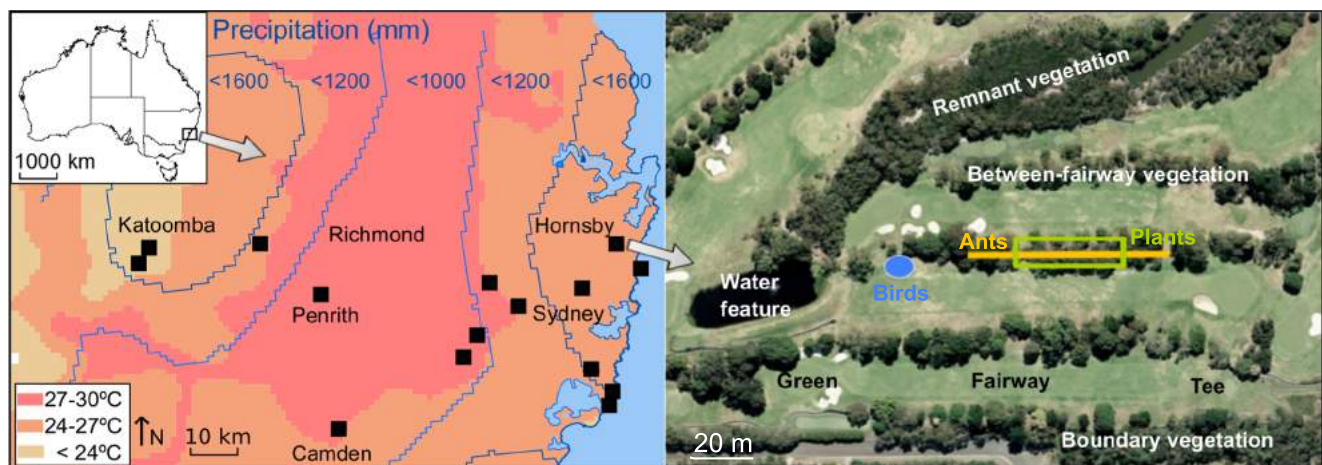 Precipitation (mm)
<1600
<1200
<1000
<1200
<1600
1000 km
Katoomba
Richmond
Hornsby
Penrith
Sydney
Camden
27-30ºC
24-27ºC
< 24ºC
↑N
10 km
Remnant vegetation
Between-fairway vegetation
Ants
Plants
Birds
Water
feature
Green
Fairway
Tee
Boundary vegetation
20 m